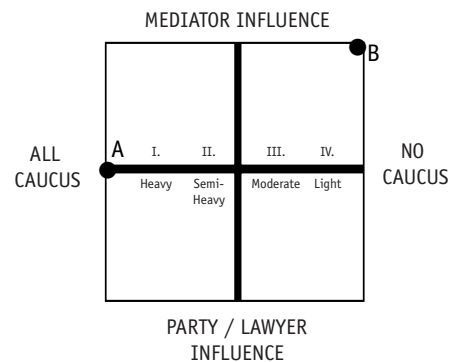 MEDIATOR INFLUENCE
B
A
I.
II.
III.
IV.
ALL
CAUCUS
NO
CAUCUS
Heavy
Semi-
Heavy
Moderate
Light
PARTY / LAWYER
INFLUENCE